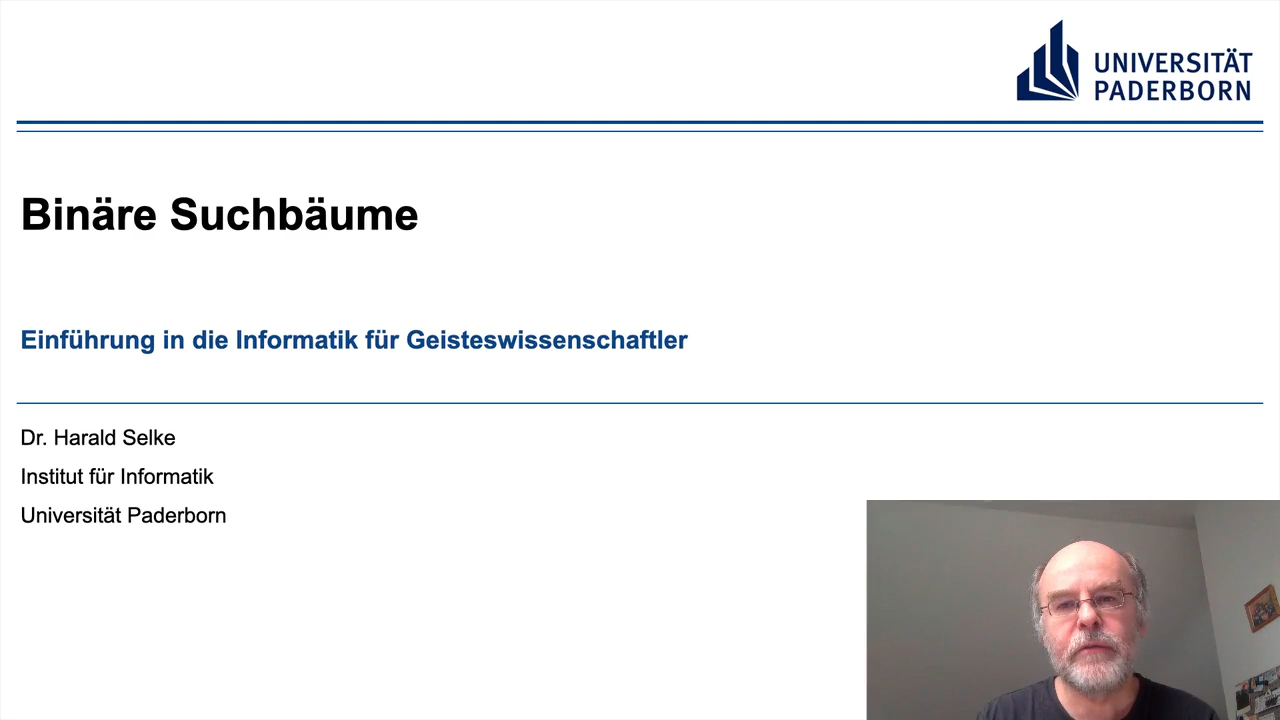 UNIVERSITÄT
PADERBORN
Binäre Suchbäume
Einführung in die Informatik für Geisteswissenschaftler
Dr. Harald Selke
Institut für Informatik
Universität Paderborn